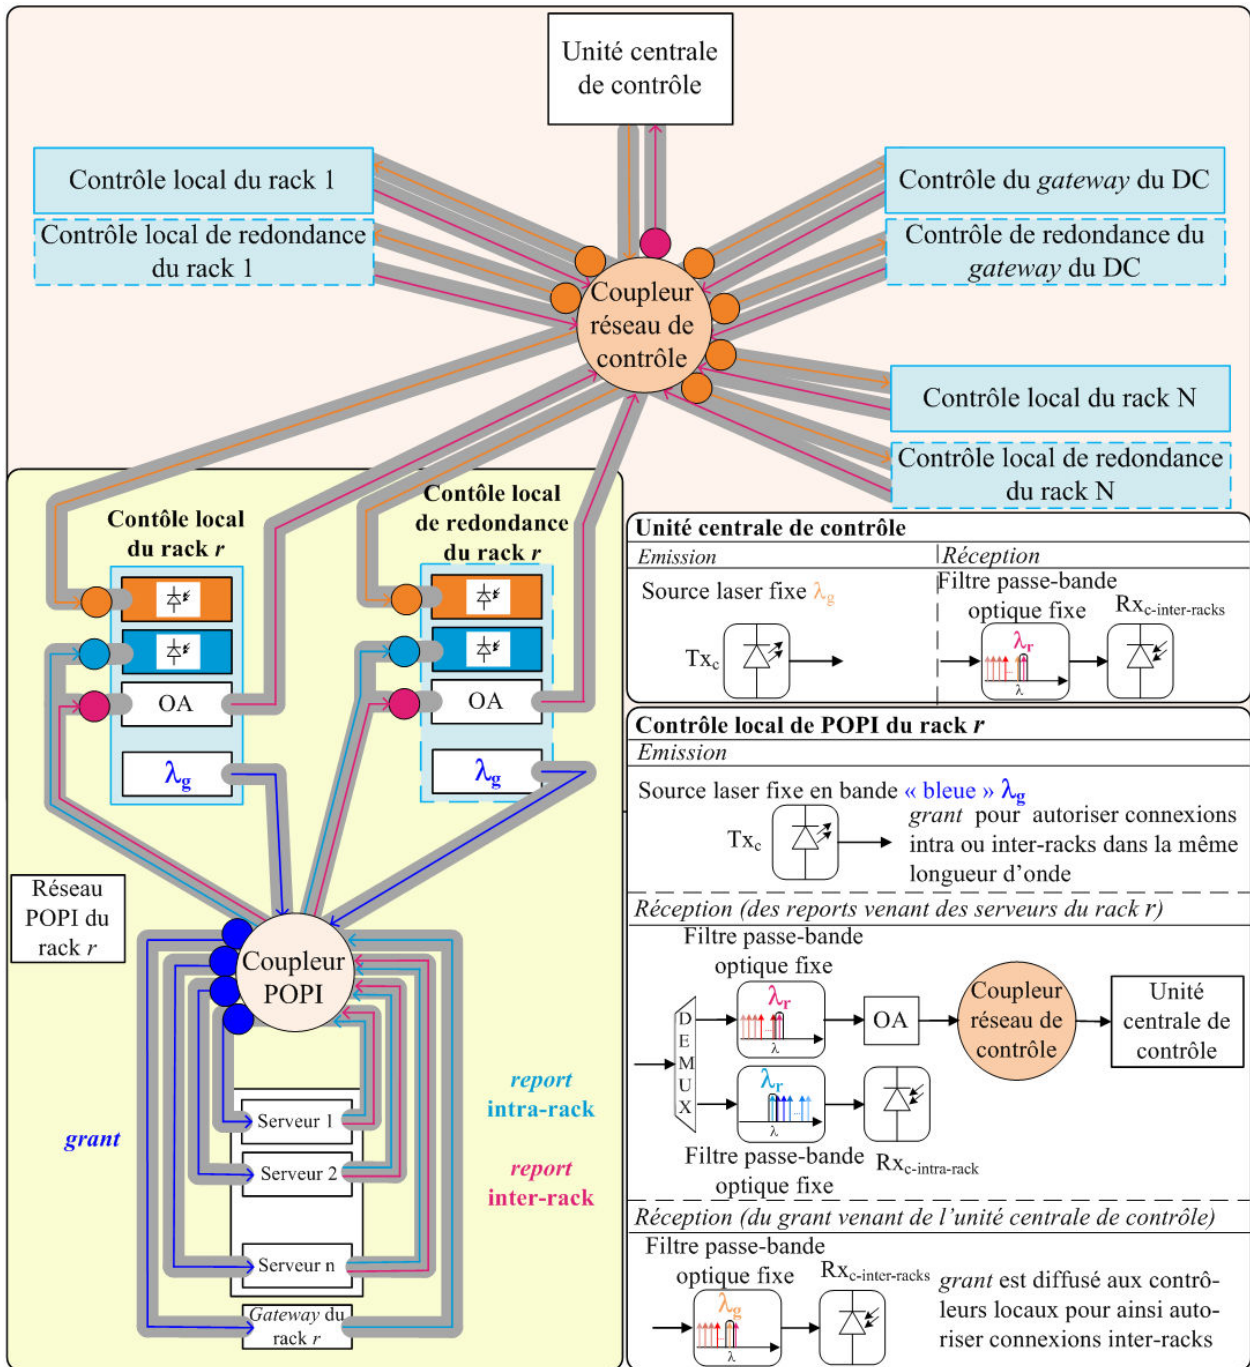 Unité centrale
de contrôle
Contrôle local du rack 1
Contrôle local de redondance
du rack 1
Contrôle du gateway du DC
Contrôle de redondance du
gateway du DC
Coupleur
réseau de
contrôle
Contrôle local du rack N
Contrôle local de redondance
du rack N
Contôle local
du rack r
Contôle local
de redondance
du rack r
OA
λg
OA
λg
Réseau
POPI du
rack r
Coupleur
POPI
grant
Serveur 1
Serveur 2
Serveur n
Gateway du
rack r
report
intra-rack
report
inter-rack
Unité centrale de contrôle
Emission
Réception
Source laser fixe λg
Txc
Filtre passe-bande
optique fixe
λr
...
λ
Rxc-inter-racks
Contrôle local de POPI du rack r
Emission
Source laser fixe en bande « bleue » λg
Txc
grant pour autoriser connexions
intra ou inter-racks dans la même
longueur d’onde
Réception (des reports venant des serveurs du rack r)
Filtre passe-bande
optique fixe
DEMUX
λr
...
λ
OA
Coupleur
réseau de
contrôle
Unité
centrale de
contrôle
λr
...
λ
Filtre passe-bande
optique fixe
Rxc-intra-rack
Réception (du grant venant de l’unité centrale de contrôle)
Filtre passe-bande
optique fixe
λg
...
λ
Rxc-inter-racks
grant est diffusé aux contrô-
leurs locaux pour ainsi auto-
riser connexions inter-racks